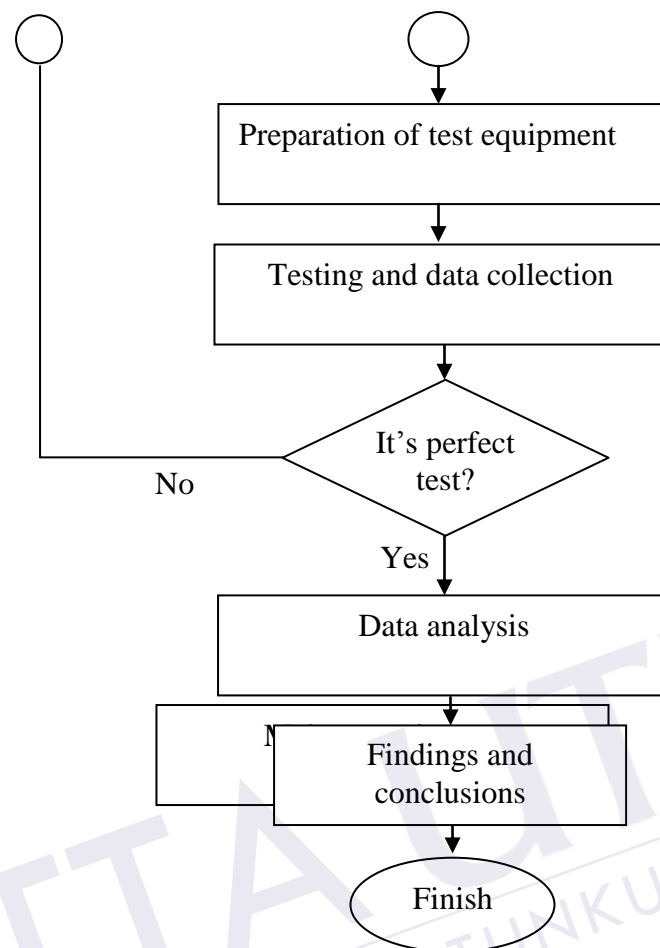 Preparation of test equipment
Testing and data collection
It’s perfect
test?
No
Yes
Data analysis
Findings and
conclusions
Finish